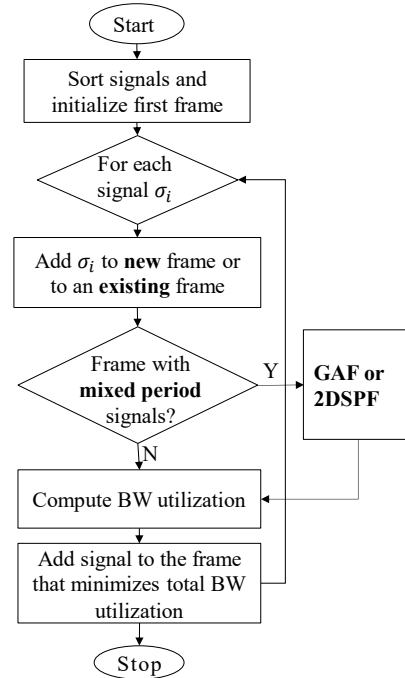 Start
Sort signals and
initialize first frame
For each
signal σᵢ
Add σᵢ to new frame or
to an existing frame
Frame with
mixed period
signals?
Y
GAF or
2DSPF
N
Compute BW utilization
Add signal to the frame
that minimizes total BW
utilization
Stop